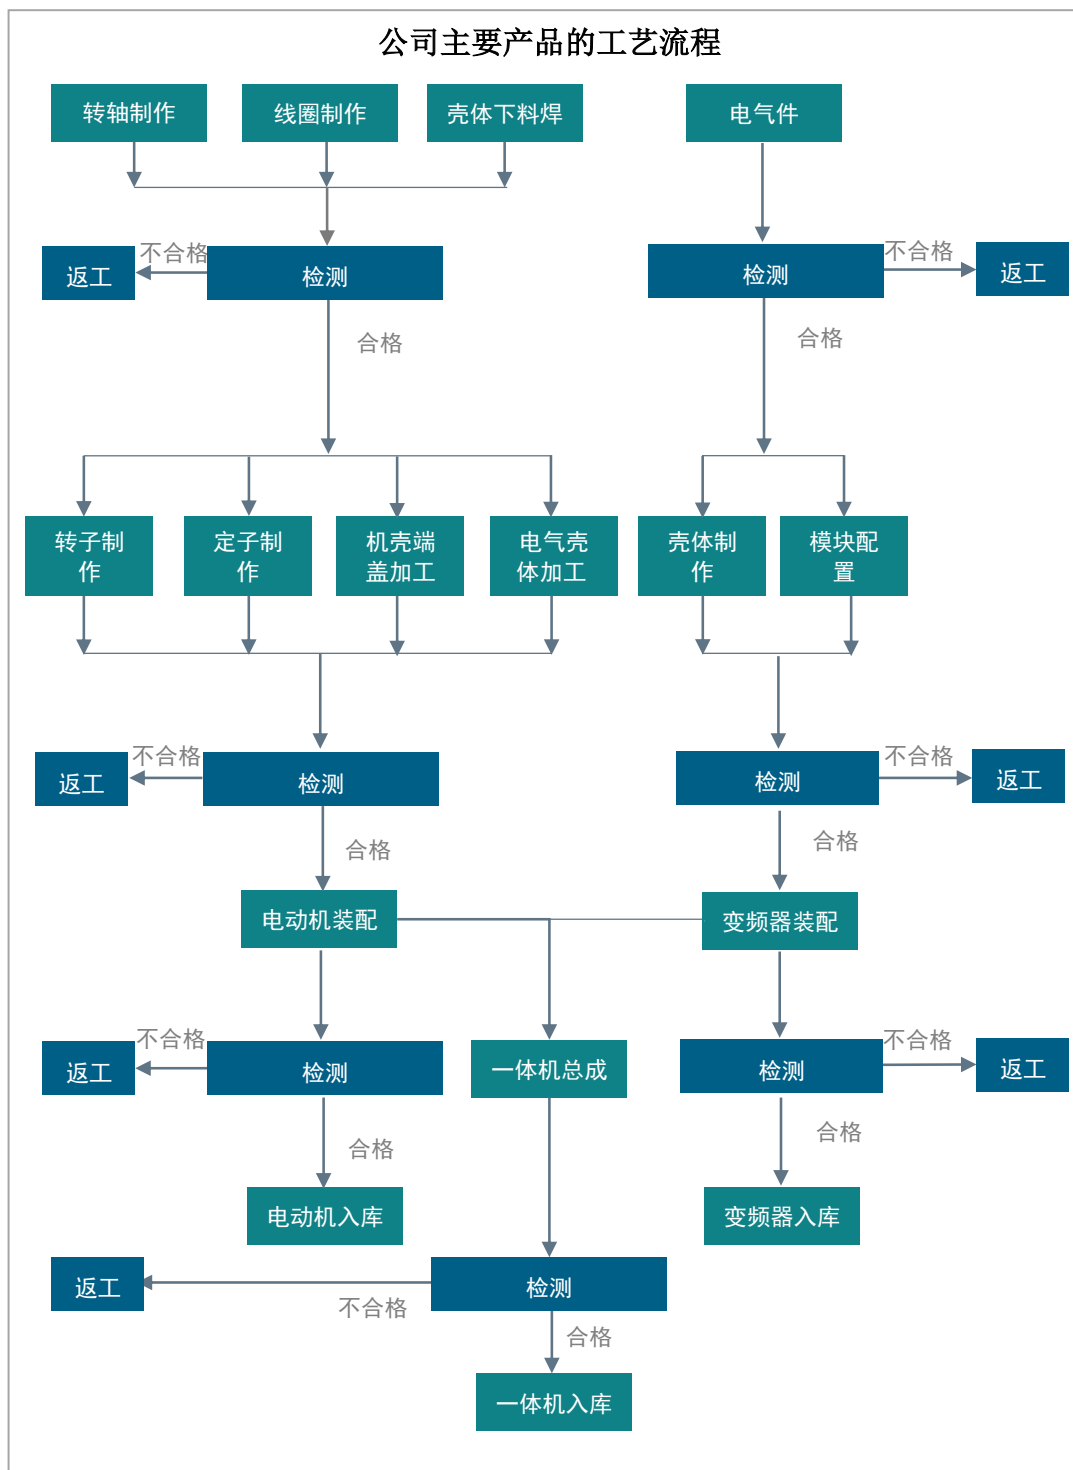 公司主要产品的工艺流程
转轴制作
线圈制作
壳体下料焊
电气件
不合格
返工
检测
检测
不合格
返工
合格
合格
转子制
作
定子制
作
机壳端
盖加工
电气壳
体加工
壳体制
作
模块配
置
不合格
返工
检测
检测
不合格
返工
合格
合格
电动机装配
变频器装配
不合格
返工
检测
一体机总成
检测
不合格
返工
合格
合格
电动机入库
变频器入库
返工
不合格
检测
合格
一体机入库